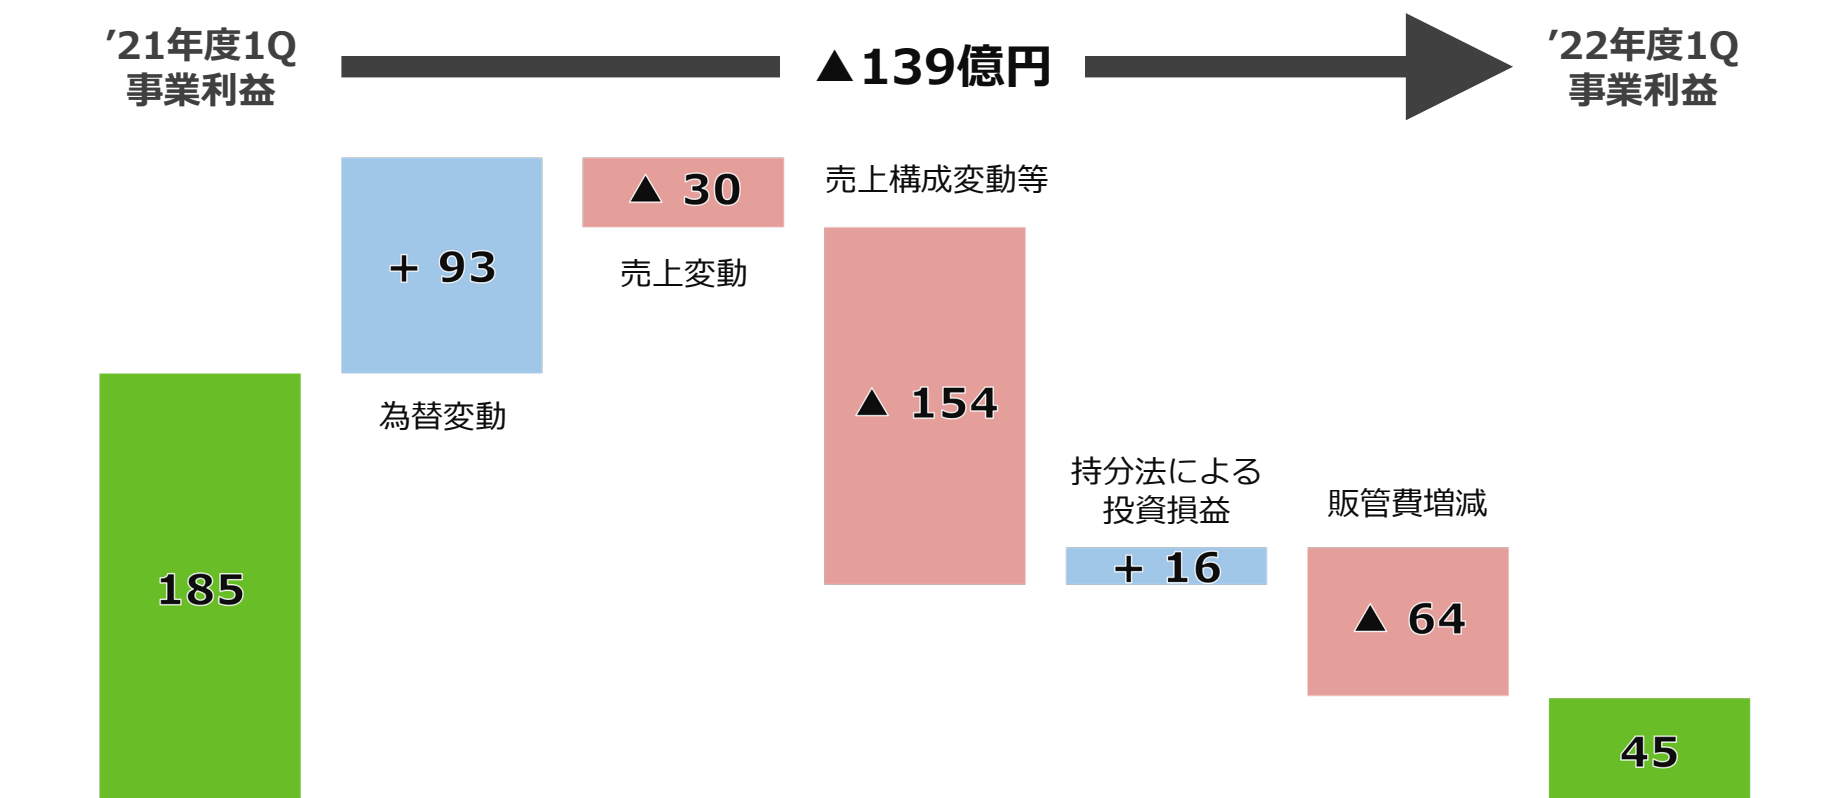 ’21年度1Q
事業利益
▲139億円
’22年度1Q
事業利益
+ 93
為替変動
▲ 30
売上変動
売上構成変動等
▲ 154
持分法による
投資損益
+ 16
販管費増減
▲ 64
185
45